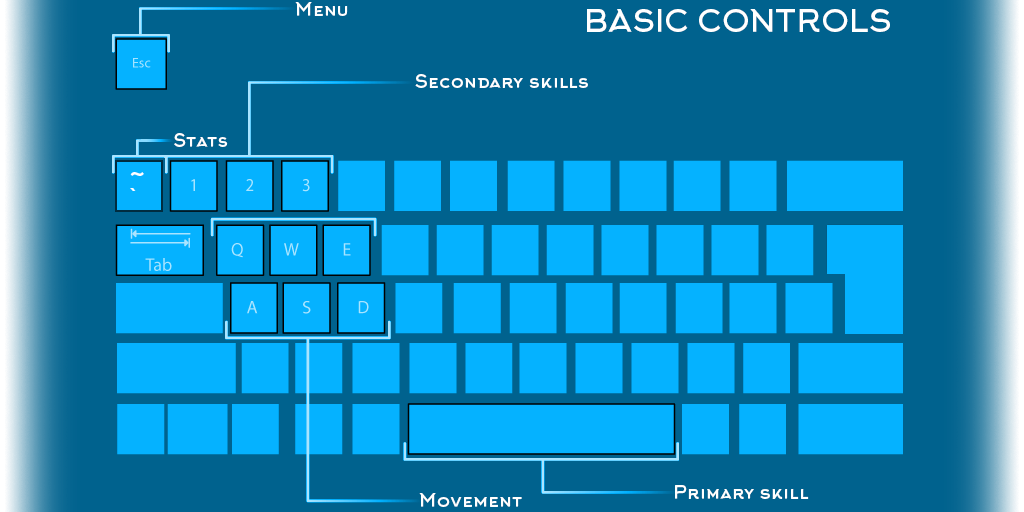 Menu
BASIC CONTROLS
Esc
Secondary skills
Stats
~ 1 2 3
`
Q W E
Tab
A S D
Primary skill
Movement